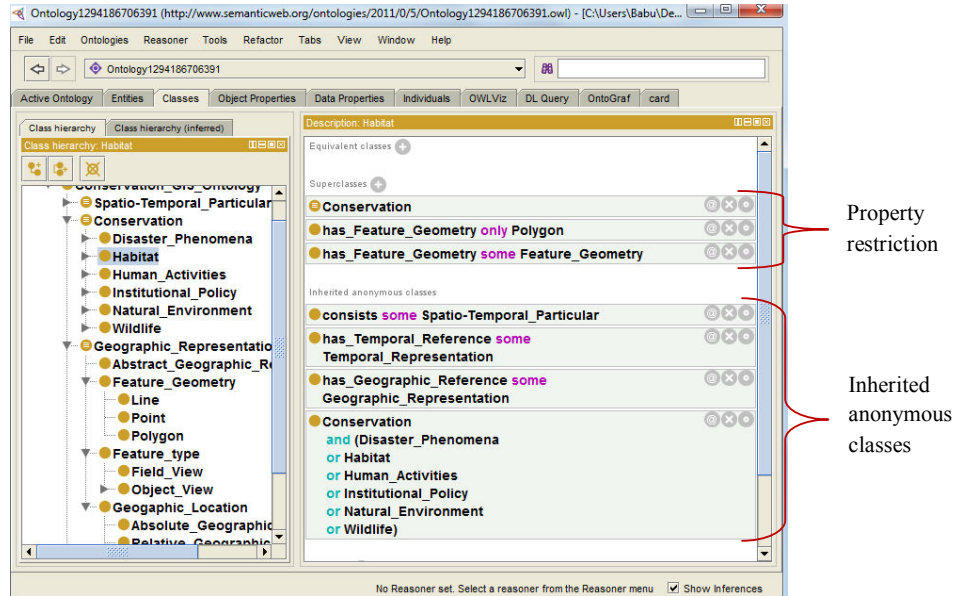 Ontology1294186706391 (http://www.semanticweb.org/ontologies/2011/0/5/Ontology1294186706391.owl) - [C:\Users\Babu\De...
File Edit Ontologies Reasoner Tools Refactor Tabs View Window Help
Ontology1294186706391
Active Ontology Entities Classes Object Properties Data Properties Individuals OWLViz DL Query OntoGraf card
Class hierarchy Class hierarchy (inferred)
Class hierarchy: Habitat
Conservation_GIS_Ontology
Spatio-Temporal_Particular
Conservation
Disaster_Phenomena
Habitat
Human_Activities
Institutional_Policy
Natural_Environment
Wildlife
Geographic_Representatio
Abstract_Geographic_Re
Feature_Geometry
Line
Point
Polygon
Feature_type
Field_View
Object_View
Geogaphic_Location
Absolute_Geographic
Relative_Geographic
Description: Habitat
Equivalent classes
Superclasses
Conservation
has_Feature_Geometry only Polygon
has_Feature_Geometry some Feature_Geometry
Inherited anonymous classes
consists some Spatio-Temporal_Particular
has_Temporal_Reference some
Temporal_Representation
has_Geographic_Reference some
Geographic_Representation
Conservation
and (Disaster_Phenomena
or Habitat
or Human_Activities
or Institutional_Policy
or Natural_Environment
or Wildlife)
No Reasoner set. Select a reasoner from the Reasoner menu Show Inferences
Property
restriction
Inherited
anonymous
classes